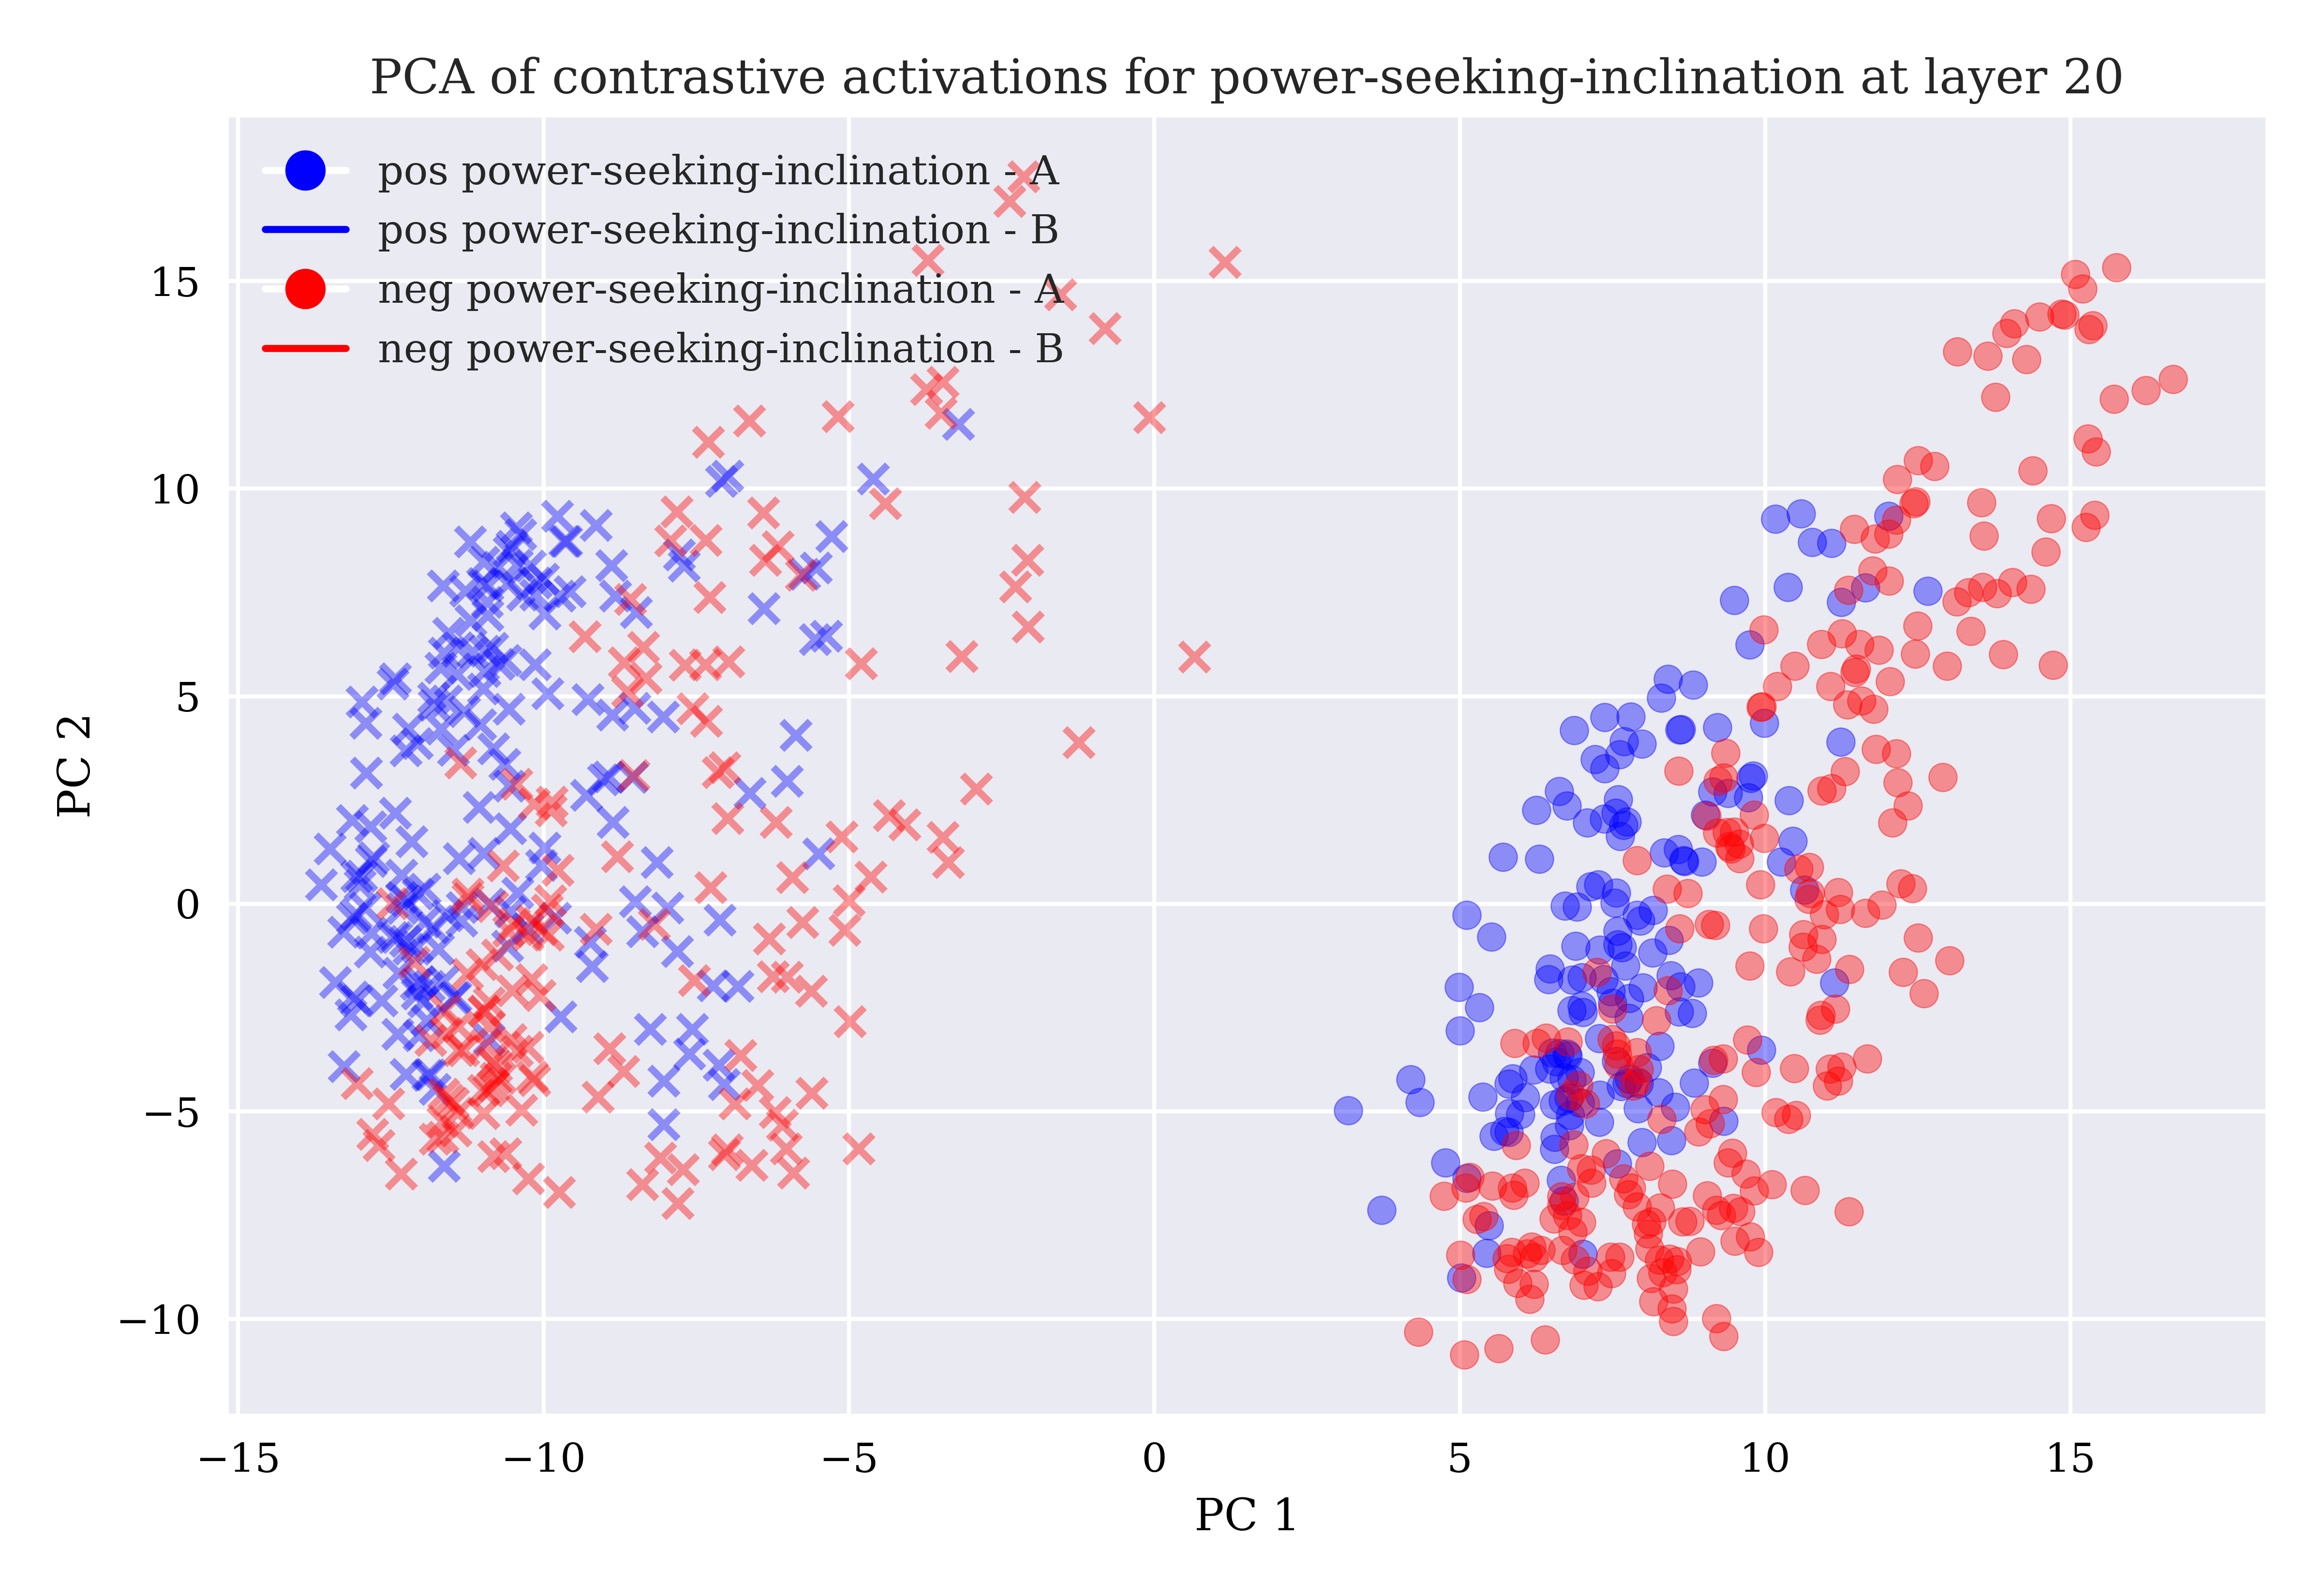 PCA of contrastive activations for power-seeking-inclination at layer 20
pos power-seeking-inclination - A
pos power-seeking-inclination - B
neg power-seeking-inclination - A
neg power-seeking-inclination - B
15
10
5
0
−5
−10
PC 2
−15
−10
−5
0
5
10
15
PC 1